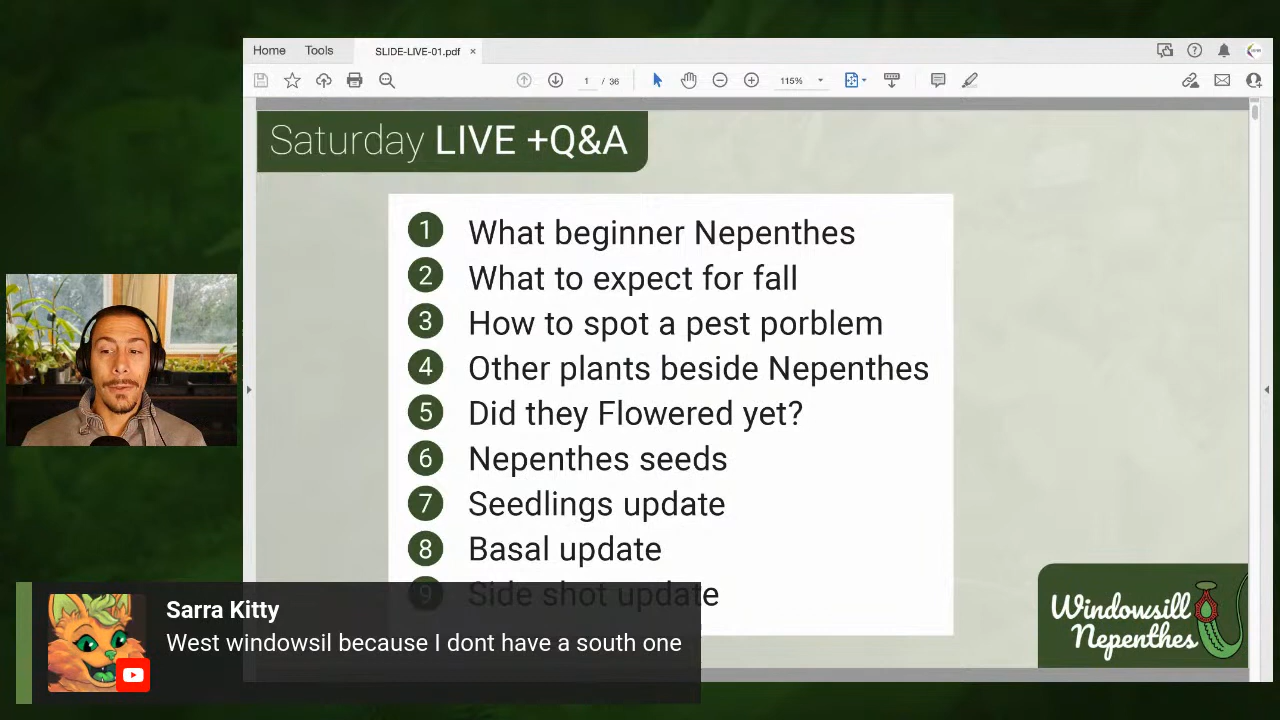 Home Tools SLIDE-LIVE-01.pdf ×
1 / 36 115%
Saturday LIVE +Q&A
1 What beginner Nepenthes
2 What to expect for fall
3 How to spot a pest porblem
4 Other plants beside Nepenthes
5 Did they Flowered yet?
6 Nepenthes seeds
7 Seedlings update
8 Basal update
9 Side shot update
Sarra Kitty
West windowsil because I dont have a south one
Windowsill
Nepenthes